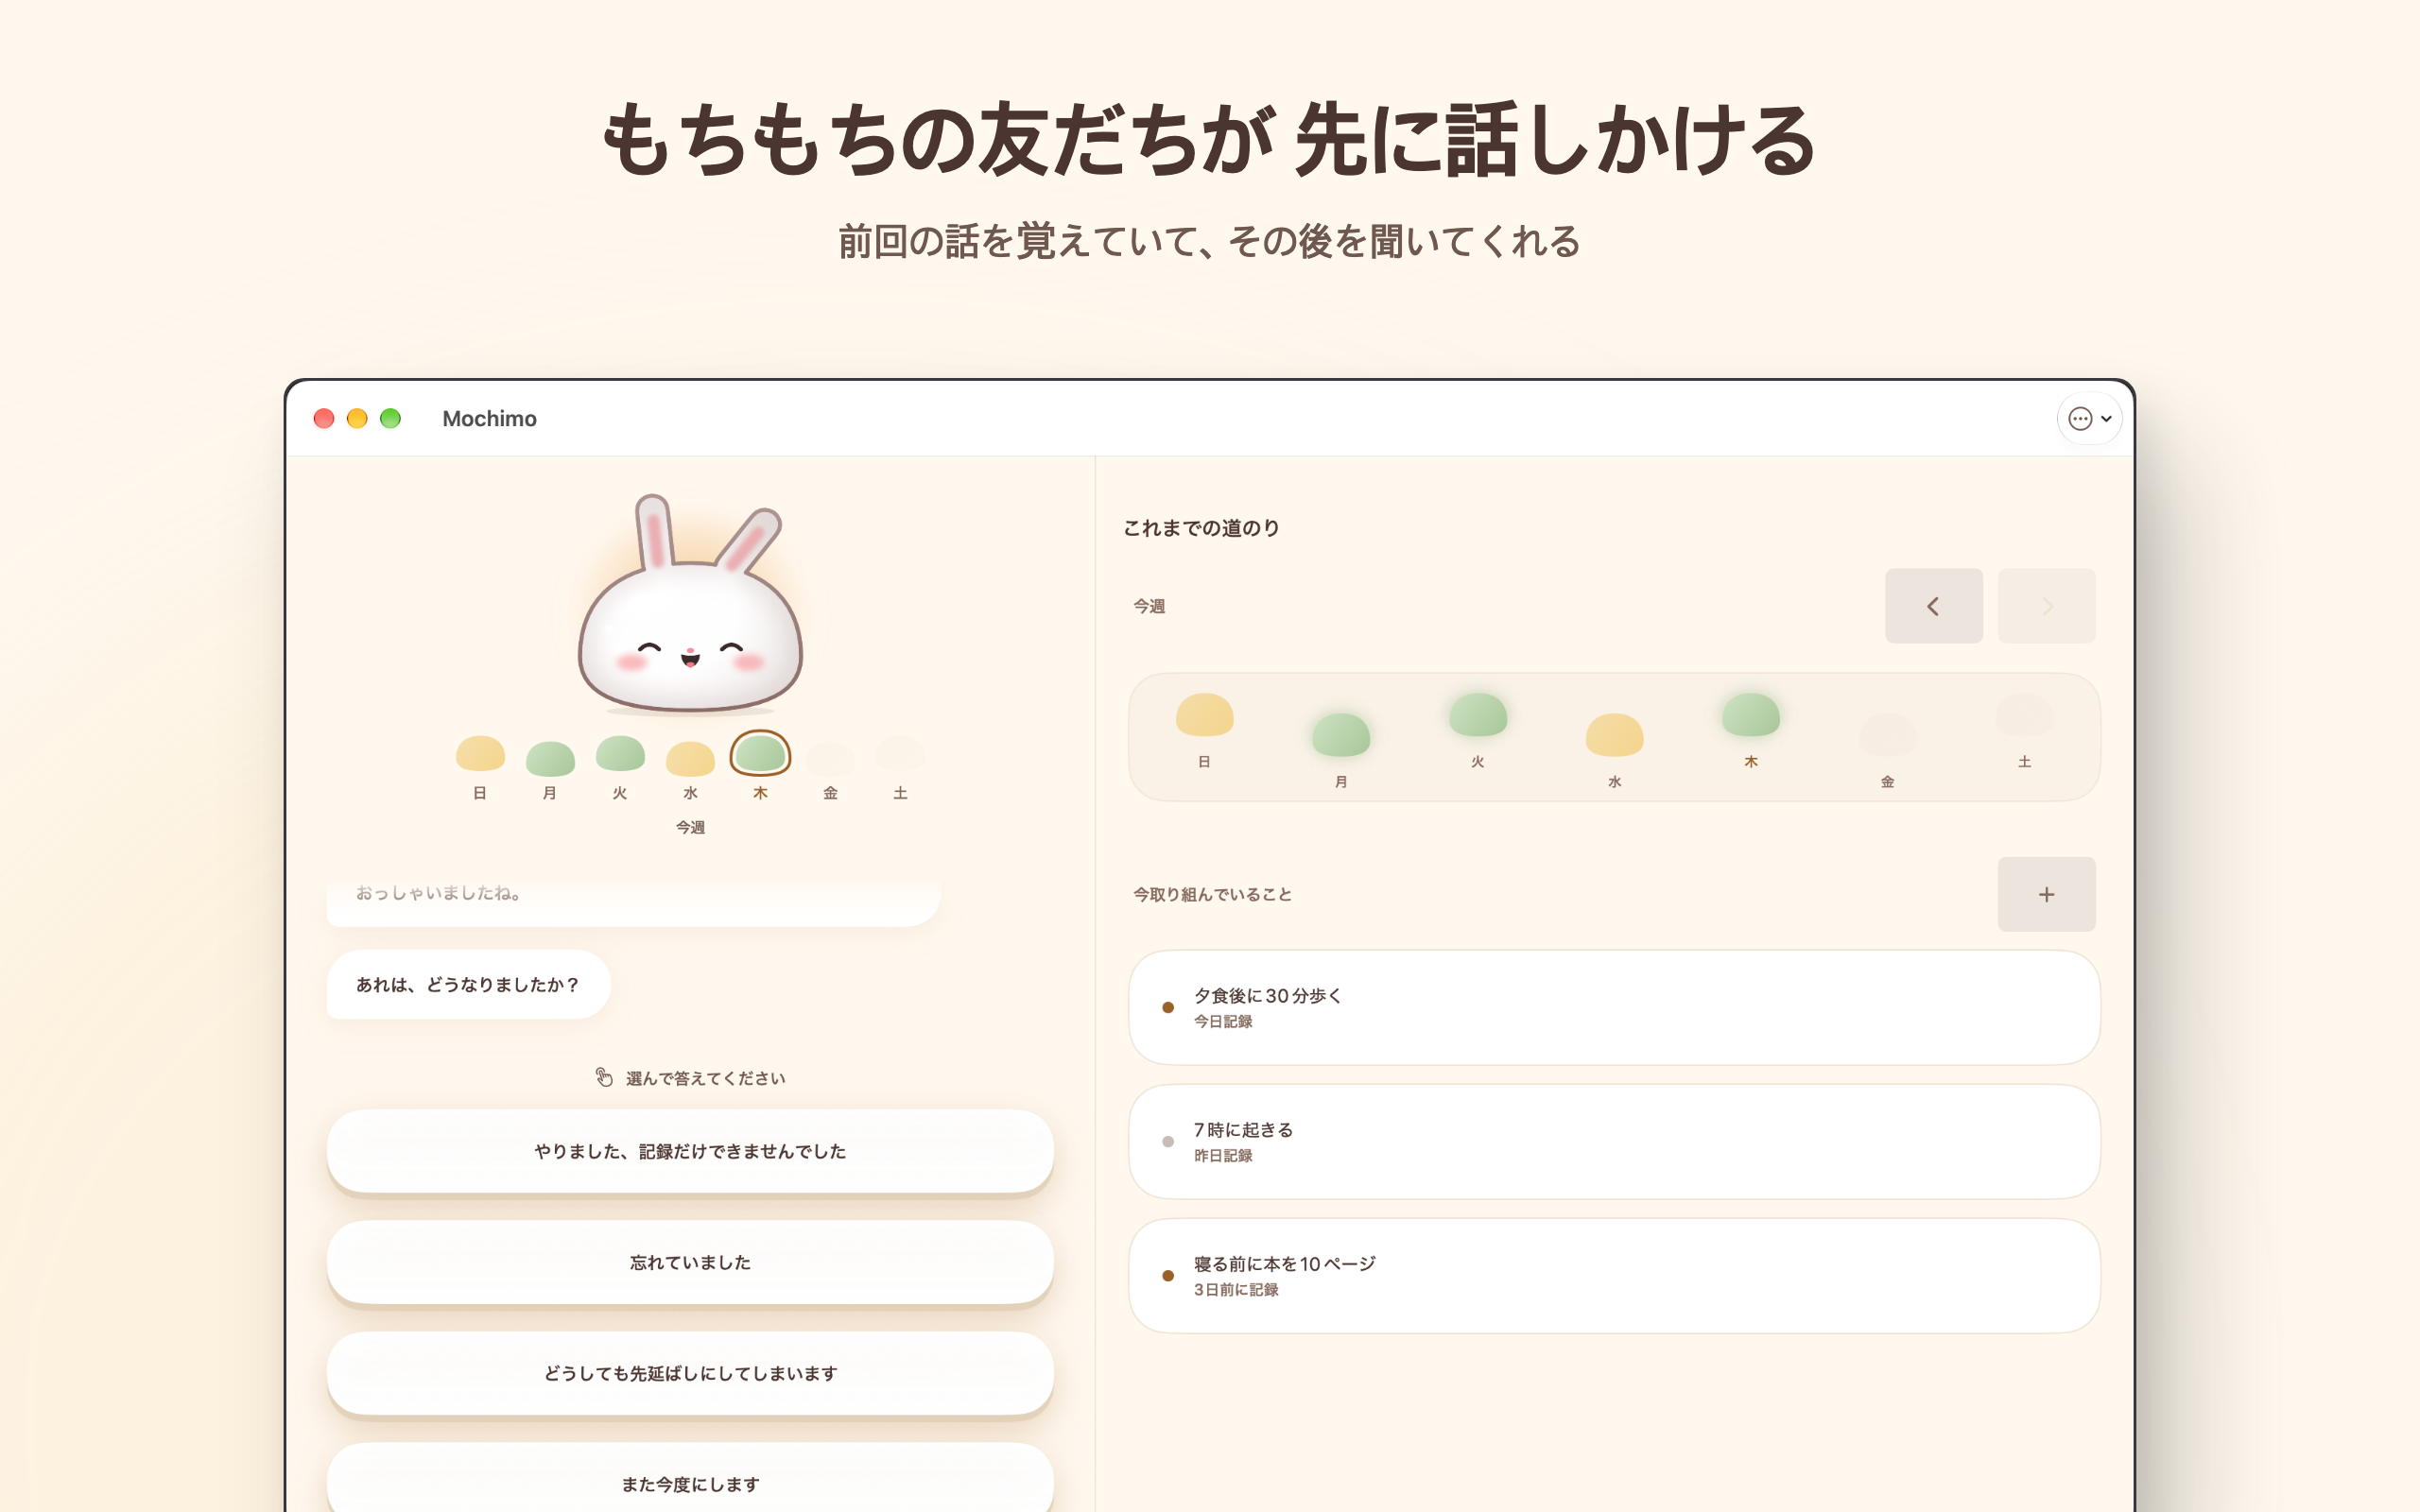 もちもちの友だちが 先に話しかける
前回の話を覚えていて、その後を聞いてくれる
Mochimo
日 月 火 水 木 金 土
今週
おっしゃいましたね。
あれは、どうなりましたか？
選んで答えてください
やりました、記録だけできませんでした
忘れていました
どうしても先延ばしにしてしまいます
また今度にします
これまでの道のり
今週
日 月 火 水 木 金 土
今取り組んでいること
夕食後に30分歩く
今日記録
7時に起きる
昨日記録
寝る前に本を10ページ
3日前に記録